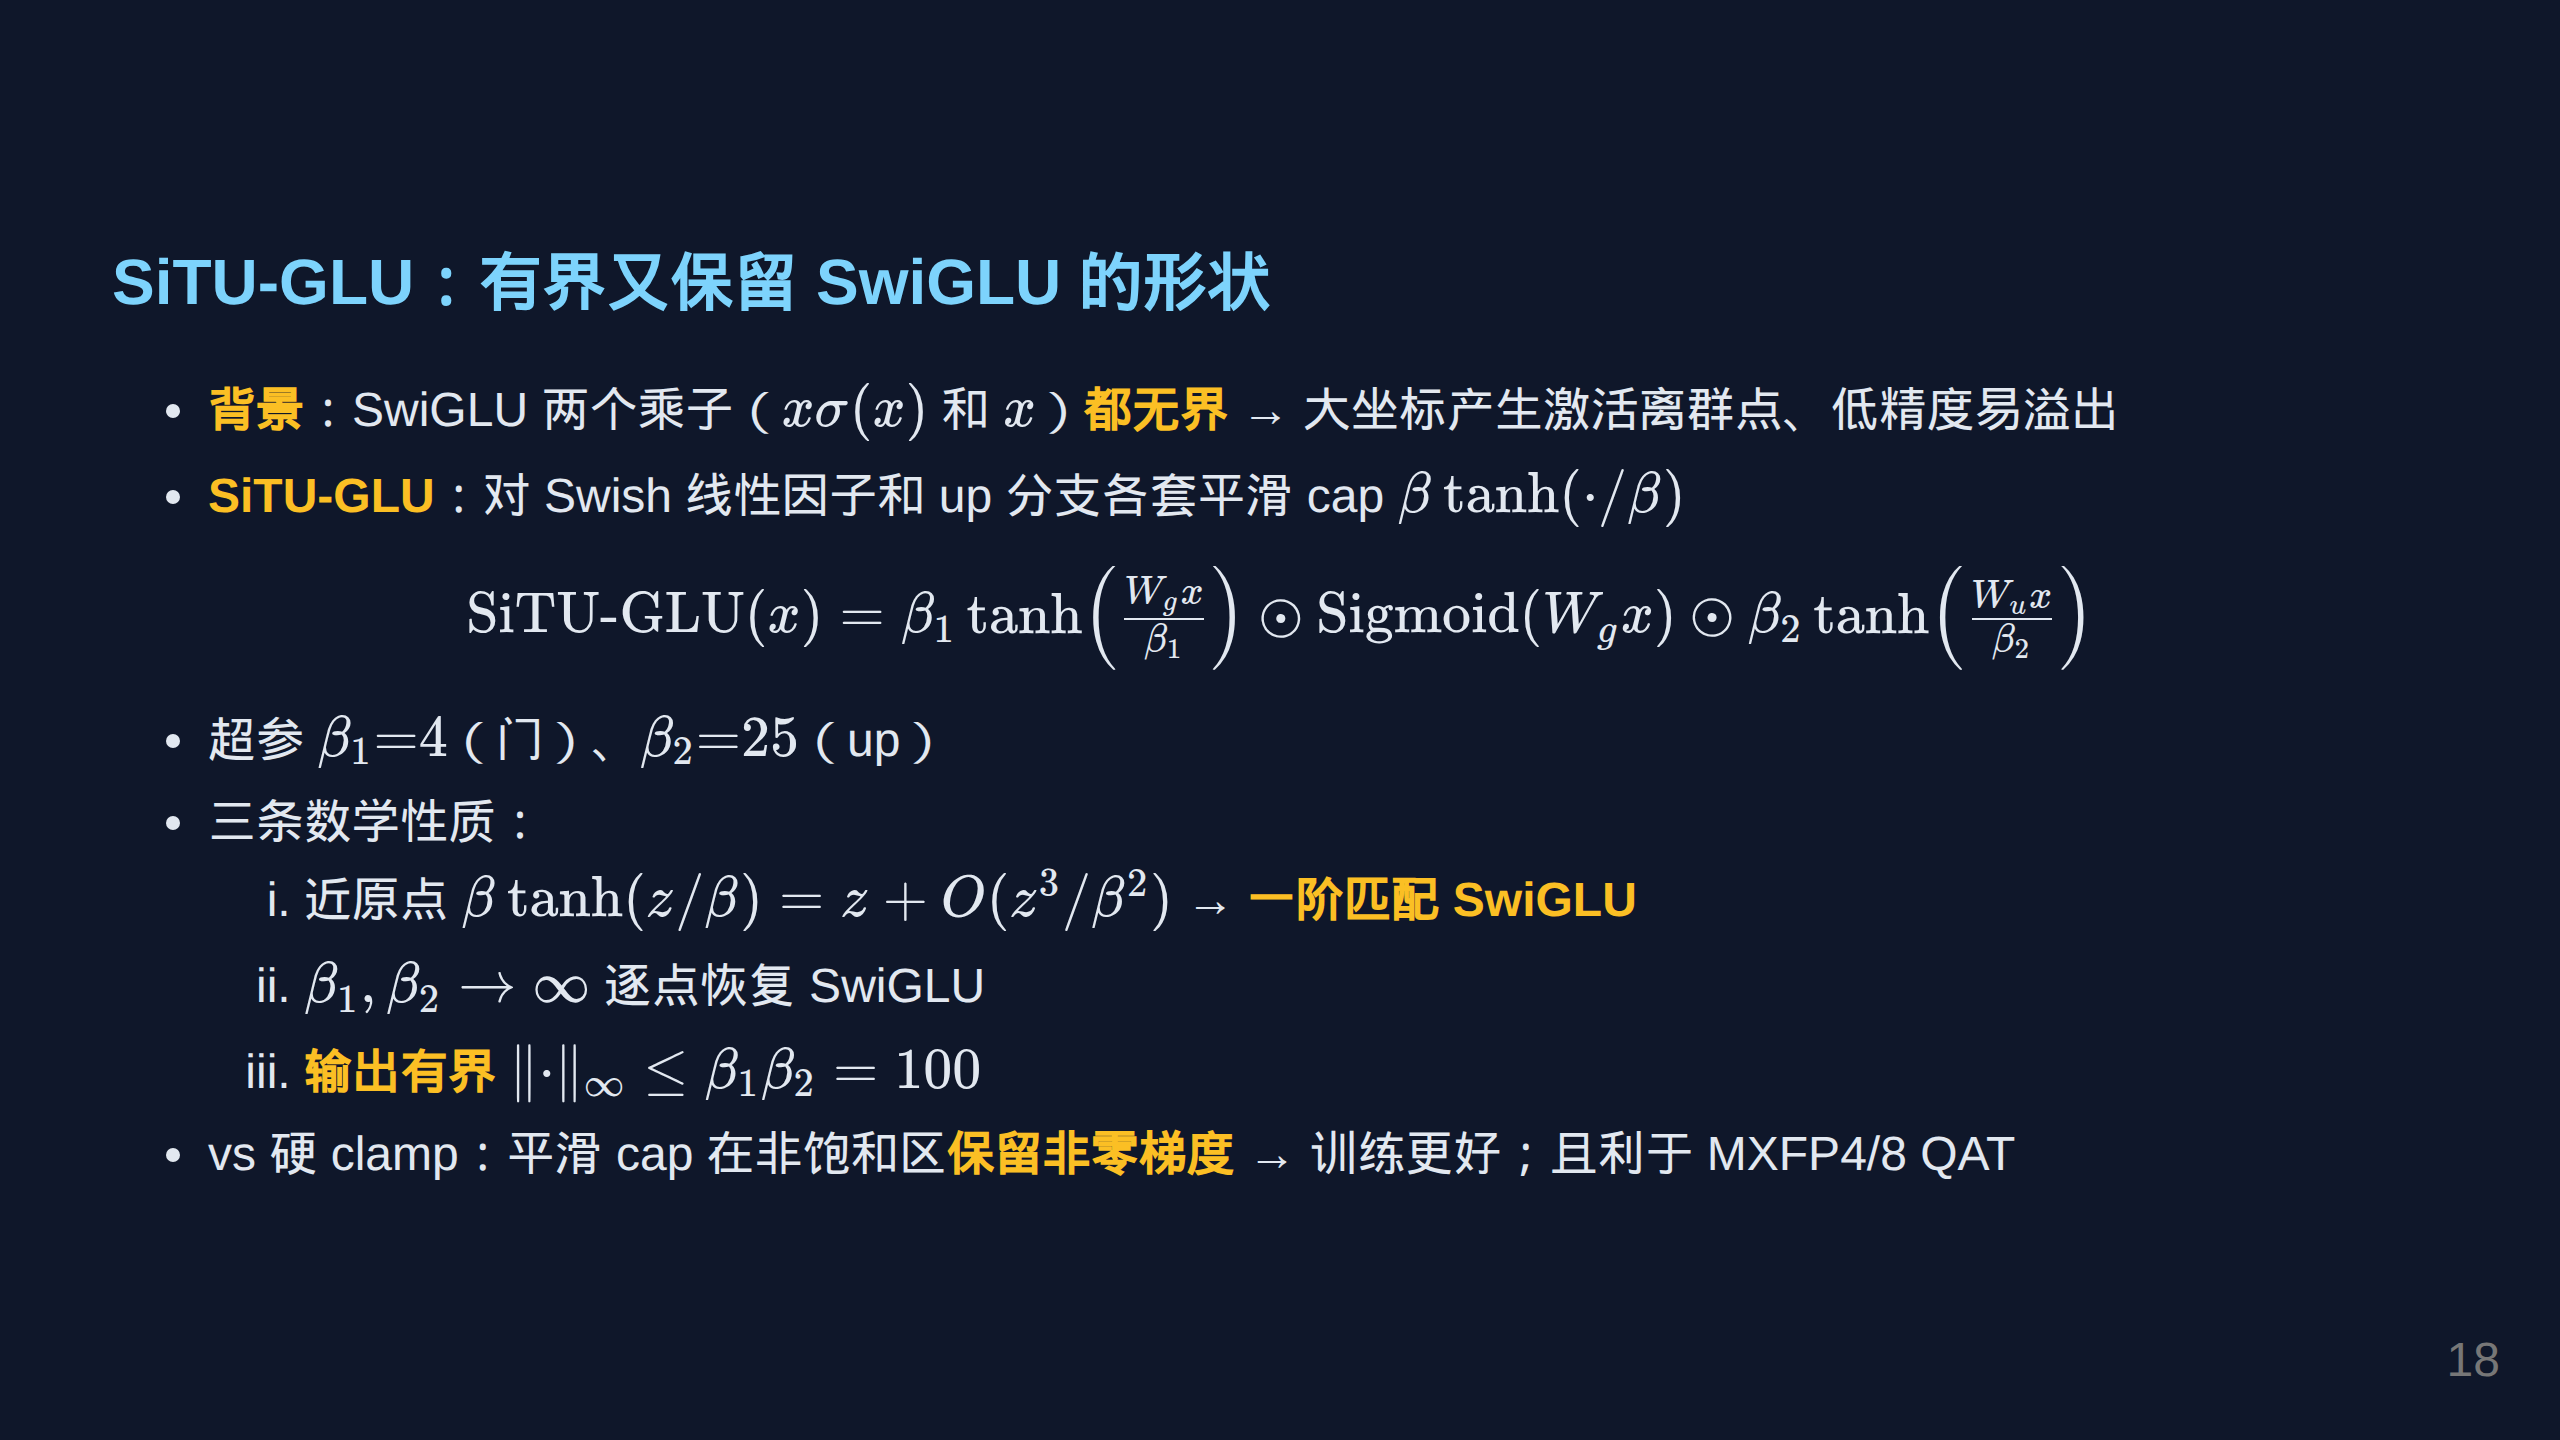 SiTU-GLU：有界又保留 SwiGLU 的形状
• 背景：SwiGLU 两个乘子（xσ(x) 和 x）都无界 → 大坐标产生激活离群点、低精度易溢出
• SiTU-GLU：对 Swish 线性因子和 up 分支各套平滑 cap β tanh(·/β)
SiTU-GLU(x) = β₁ tanh(W_g x / β₁) ⊙ Sigmoid(W_g x) ⊙ β₂ tanh(W_u x / β₂)
• 超参 β₁=4（门）、β₂=25（up）
• 三条数学性质：
i. 近原点 β tanh(z/β) = z + O(z³/β²) → 一阶匹配 SwiGLU
ii. β₁, β₂ → ∞ 逐点恢复 SwiGLU
iii. 输出有界 ‖·‖∞ ≤ β₁β₂ = 100
• vs 硬 clamp：平滑 cap 在非饱和区保留非零梯度 → 训练更好；且利于 MXFP4/8 QAT
18